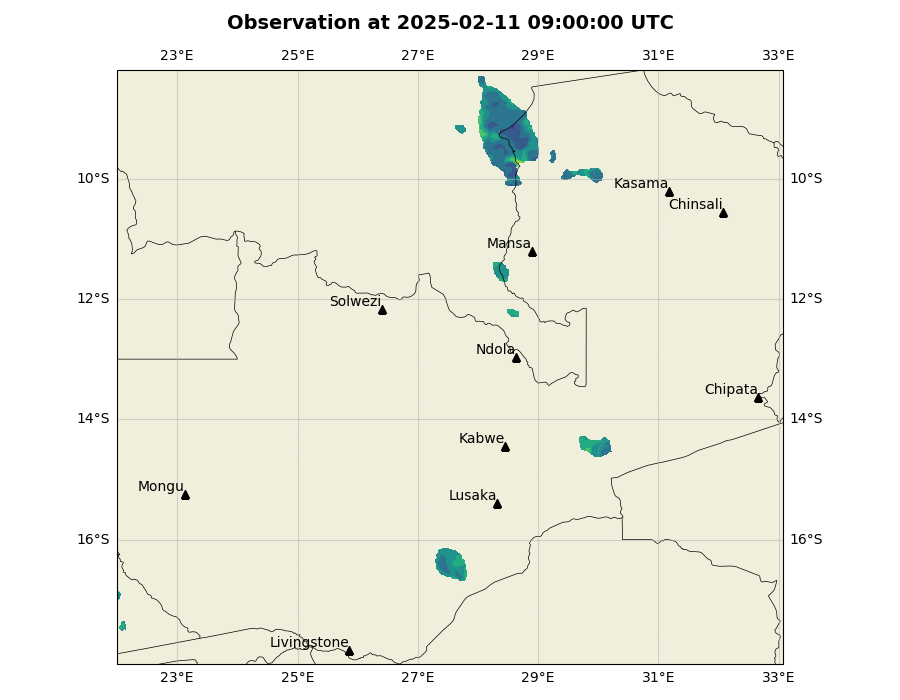 Observation at 2025-02-11 09:00:00 UTC
23°E 25°E 27°E 29°E 31°E 33°E
10°S Kasama 10°S
Chinsali
Mansa
12°S Solwezi 12°S
Ndola
Chipata
14°S 14°S
Kabwe
Mongu
Lusaka
16°S 16°S
Livingstone
23°E 25°E 27°E 29°E 31°E 33°E